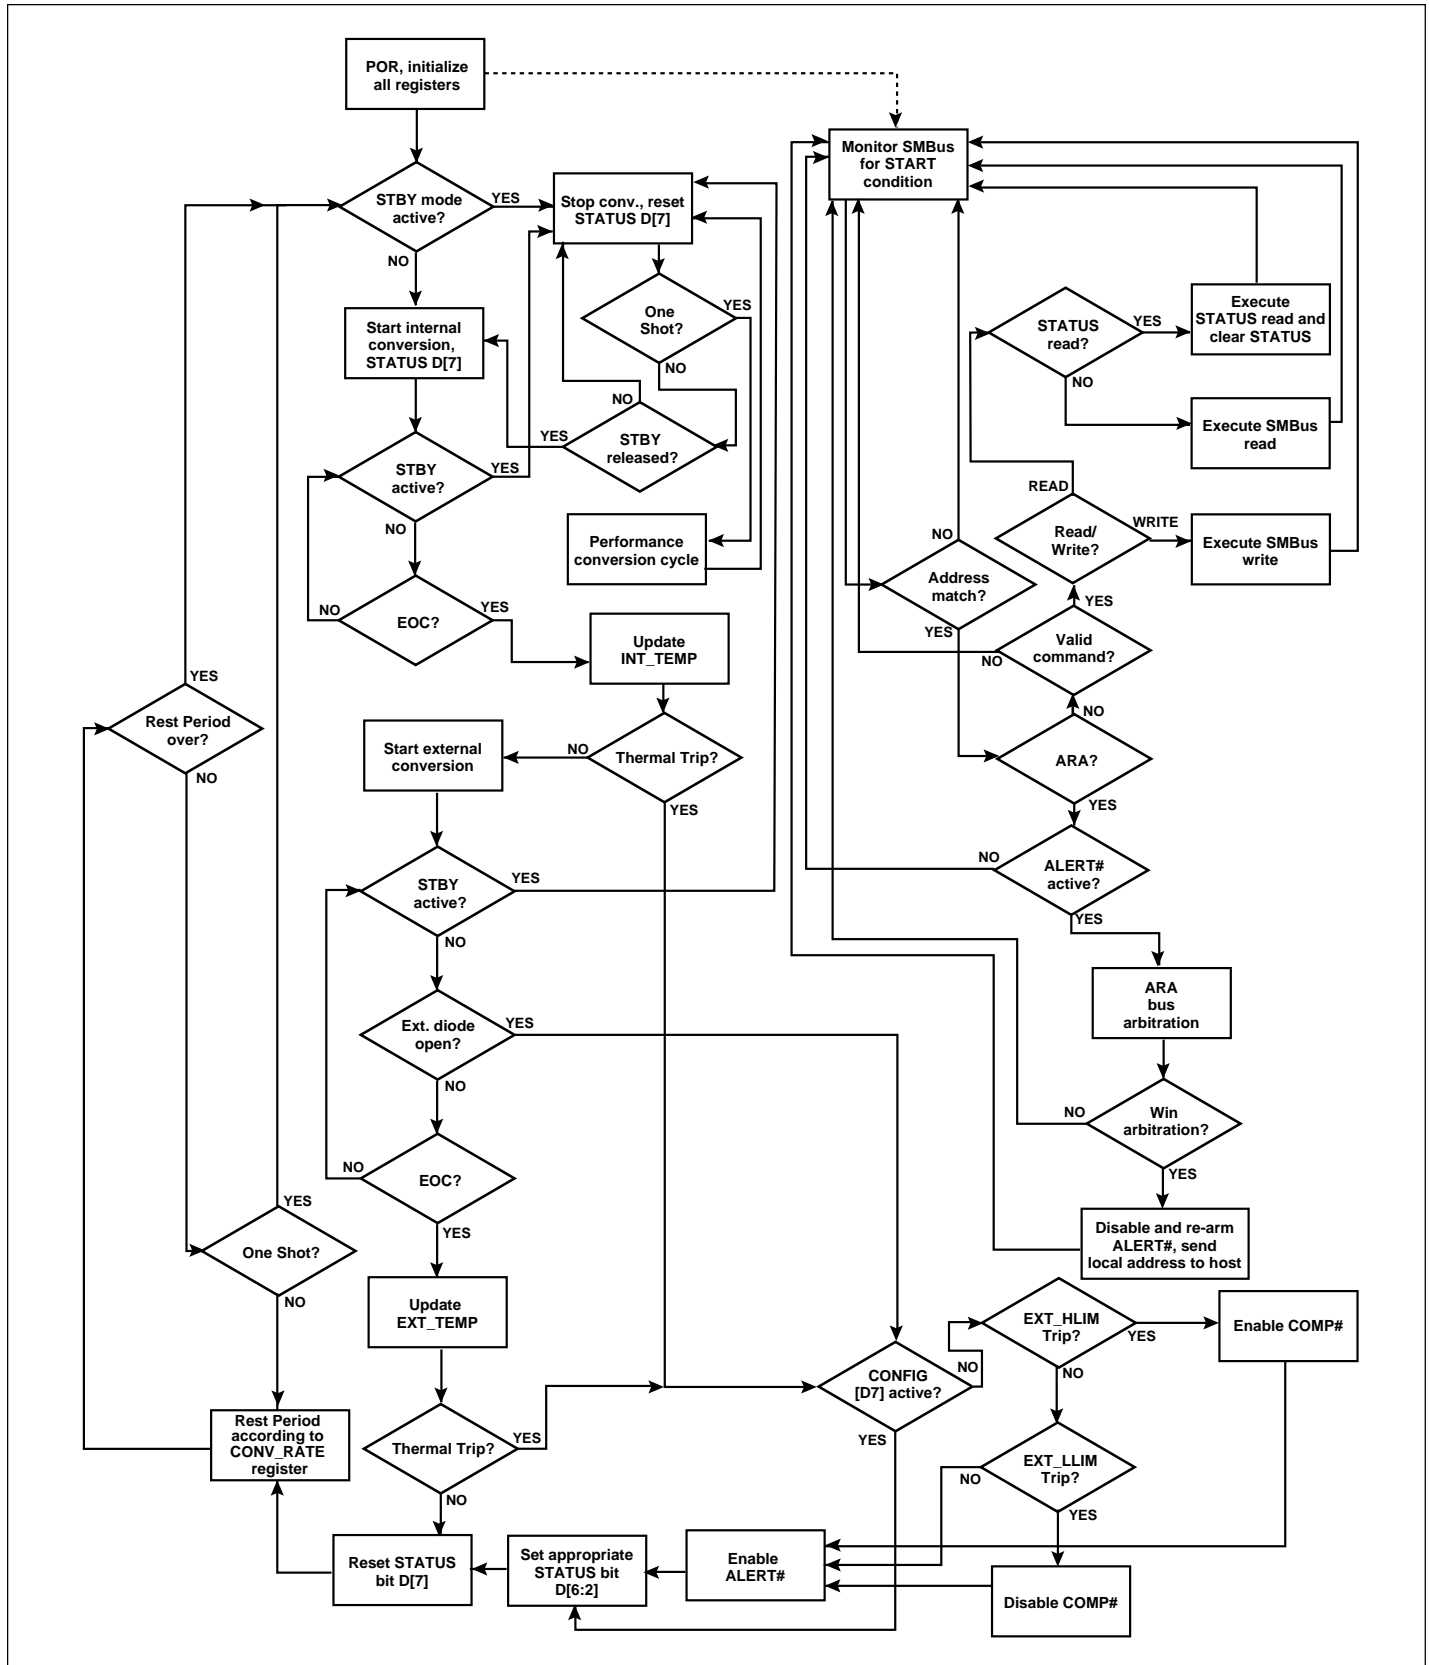 POR, initialize
all registers
STBY mode
active?
YES
NO
Stop conv., reset
STATUS D[7]
Monitor SMBus
for START
condition
Start internal
conversion,
STATUS D[7]
One
Shot?
YES
NO
STATUS
read?
YES
NO
Execute
STATUS read and
clear STATUS
Execute SMBus
read
STBY
active?
YES
NO
NO
YES
STBY
released?
READ
Read/
Write?
WRITE
Execute SMBus
write
Performance
conversion cycle
NO
Address
match?
YES
YES
NO
EOC?
YES
Update
INT_TEMP
Valid
command?
NO
NO
YES
Rest Period
over?
NO
Start external
conversion
NO
Thermal Trip?
YES
ARA?
YES
STBY
active?
YES
NO
NO
ALERT#
active?
YES
ARA
bus
arbitration
Ext. diode
open?
YES
NO
NO
Win
arbitration?
YES
NO
EOC?
YES
YES
One Shot?
NO
Disable and re-arm
ALERT#, send
local address to host
Update
EXT_TEMP
EXT_HLIM
Trip?
YES
NO
Enable COMP#
CONFIG
[D7] active?
NO
YES
Rest Period
according to
CONV_RATE
register
Thermal Trip?
YES
NO
EXT_LLIM
Trip?
NO
YES
Reset STATUS
bit D[7]
Set appropriate
STATUS bit
D[6:2]
Enable
ALERT#
Disable COMP#